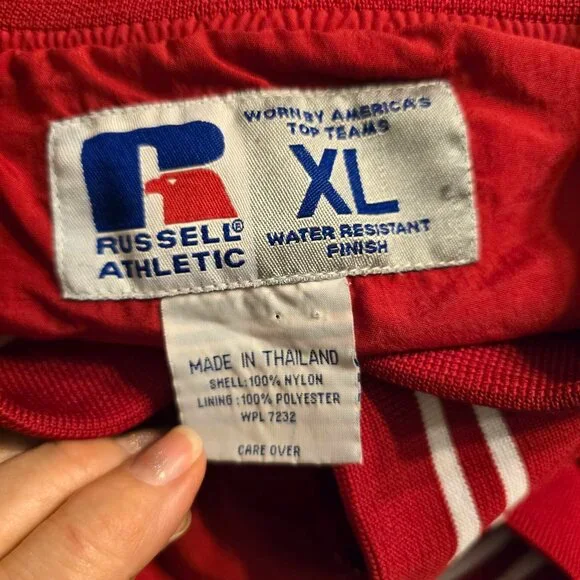 WORN BY AMERICA'S
TOP TEAMS
XL
WATER RESISTANT
FINISH
RUSSELL®
ATHLETIC
MADE IN THAILAND
SHELL:100% NYLON
LINING:100% POLYESTER
WPL 7232
CARE OVER